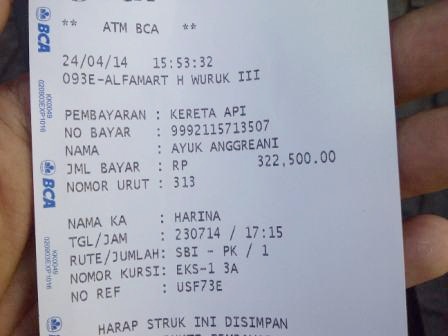 BCA
** ATM BCA **
24/04/14 15:53:32
093E-ALFAMART H WURUK III
PEMBAYARAN : KERETA API
NO BAYAR : 9992115713507
NAMA : AYUK ANGGREANI
JML BAYAR : RP 322,500.00
NOMOR URUT : 313
NAMA KA : HARINA
TGL/JAM : 230714 / 17:15
RUTE/JUMLAH: SBI - PK / 1
NOMOR KURSI: EKS-1 3A
NO REF : USF73E
HARAP STRUK INI DISIMPAN
BCA
BCA